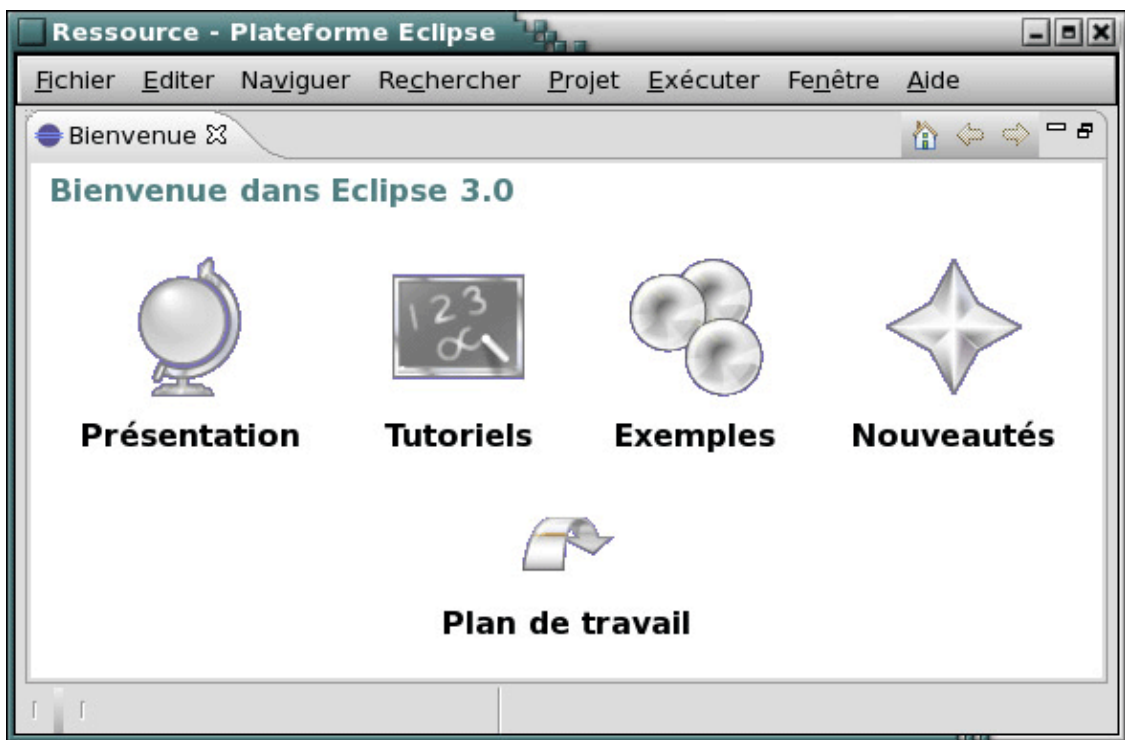 Ressource - Plateforme Eclipse
Fichier Editer Naviguer Rechercher Projet Exécuter Fenêtre Aide
Bienvenue
Bienvenue dans Eclipse 3.0
123
Présentation Tutoriels Exemples Nouveautés
Plan de travail